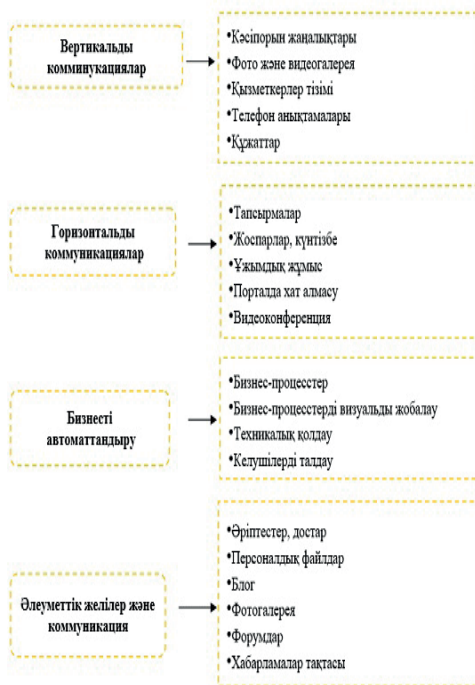 Вертикальды
комминукациялар
•Кәсіпорын жаңалықтары
•Фото және видеогалерея
•Қызметкерлер тізімі
•Телефон анықтамалары
•Құжаттар
Горизонтальды
коммуникациялар
•Тапсырмалар
•Жоспарлар, күнтізбе
•Ұжымдық жұмыс
•Порталда хат алмасу
•Видеоконференция
Бизнесті
автоматтандыру
•Бизнес-процесстер
•Бизнес-процесстерді визуальды жобалау
•Техникалық қолдау
•Келушілерді талдау
Әлеуметтік желілер және
коммуникация
•Әріптестер, достар
•Персоналдық файлдар
•Блог
•Фотогалерея
•Форумдар
•Хабарламалар тақтасы